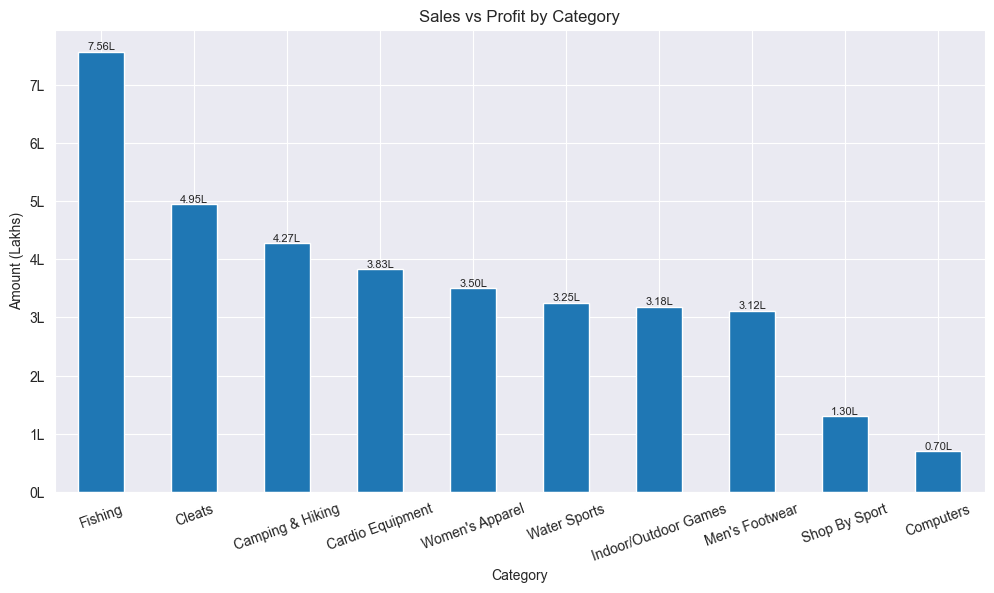 Sales vs Profit by Category
Amount (Lakhs)
7L
6L
5L
4L
3L
2L
1L
0L
7.56L
4.95L
4.27L
3.83L
3.50L
3.25L
3.18L
3.12L
1.30L
0.70L
Fishing
Cleats
Camping & Hiking
Cardio Equipment
Women's Apparel
Water Sports
Indoor/Outdoor Games
Men's Footwear
Shop By Sport
Computers
Category